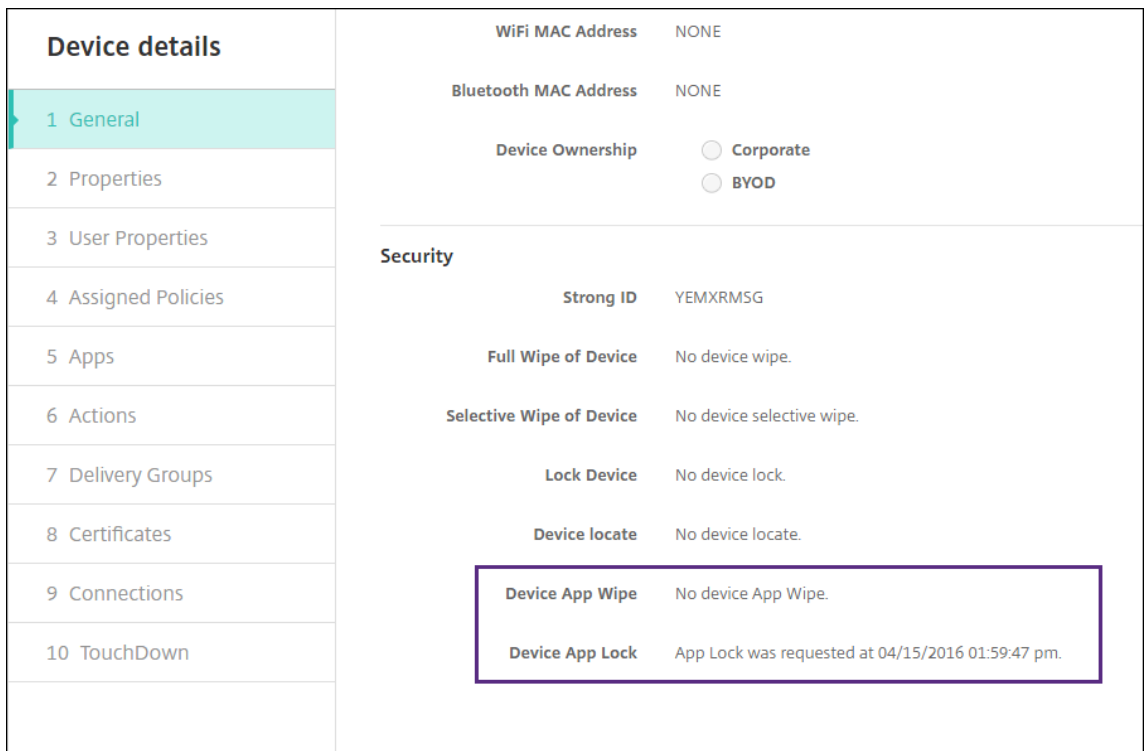 Device details
1 General
2 Properties
3 User Properties
4 Assigned Policies
5 Apps
6 Actions
7 Delivery Groups
8 Certificates
9 Connections
10 TouchDown
WiFi MAC Address NONE
Bluetooth MAC Address NONE
Device Ownership Corporate
BYOD
Security
Strong ID YEMXRMSG
Full Wipe of Device No device wipe.
Selective Wipe of Device No device selective wipe.
Lock Device No device lock.
Device locate No device locate.
Device App Wipe No device App Wipe.
Device App Lock App Lock was requested at 04/15/2016 01:59:47 pm.